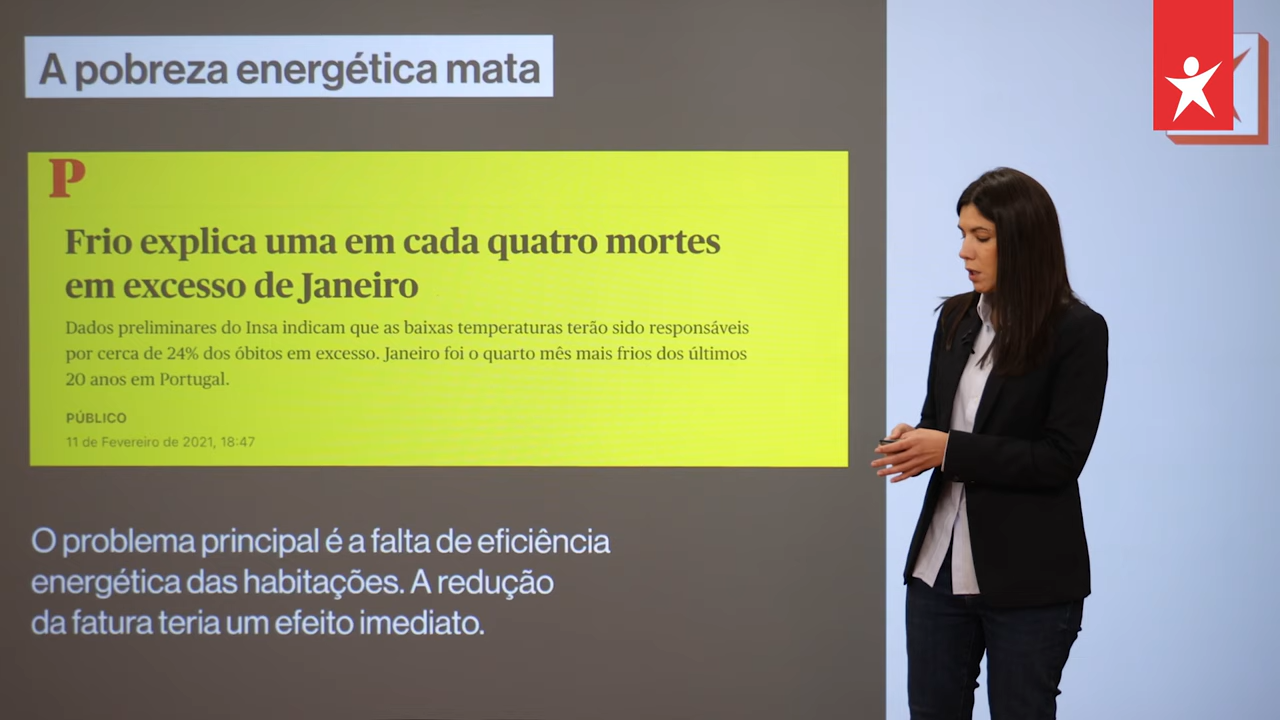 A pobreza energética mata
P
Frio explica uma em cada quatro mortes
em excesso de Janeiro
Dados preliminares do Insa indicam que as baixas temperaturas terão sido responsáveis
por cerca de 24% dos óbitos em excesso. Janeiro foi o quarto mês mais frios dos últimos
20 anos em Portugal.
PÚBLICO
11 de Fevereiro de 2021, 18:47
O problema principal é a falta de eficiência
energética das habitações. A redução
da fatura teria um efeito imediato.